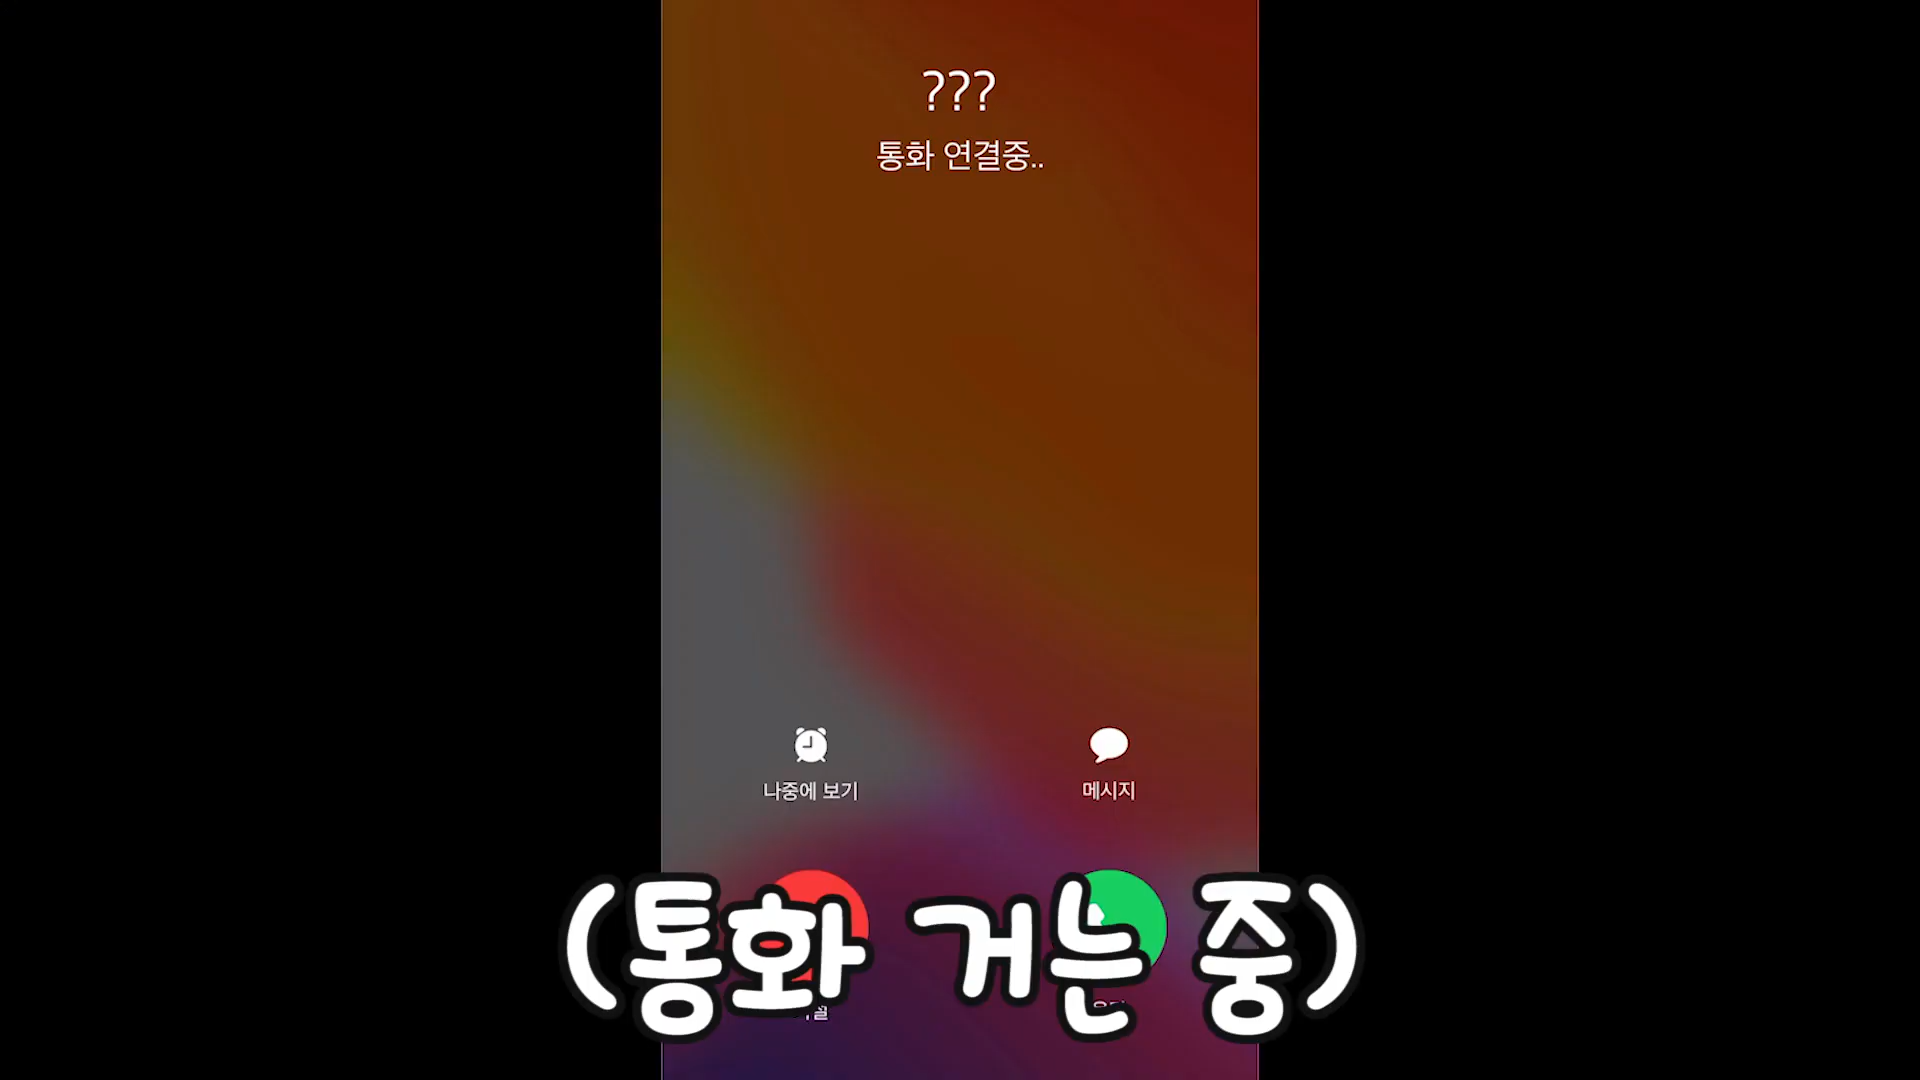 ???
통화 연결중..
나중에 보기
메시지
(통화 거는 중)